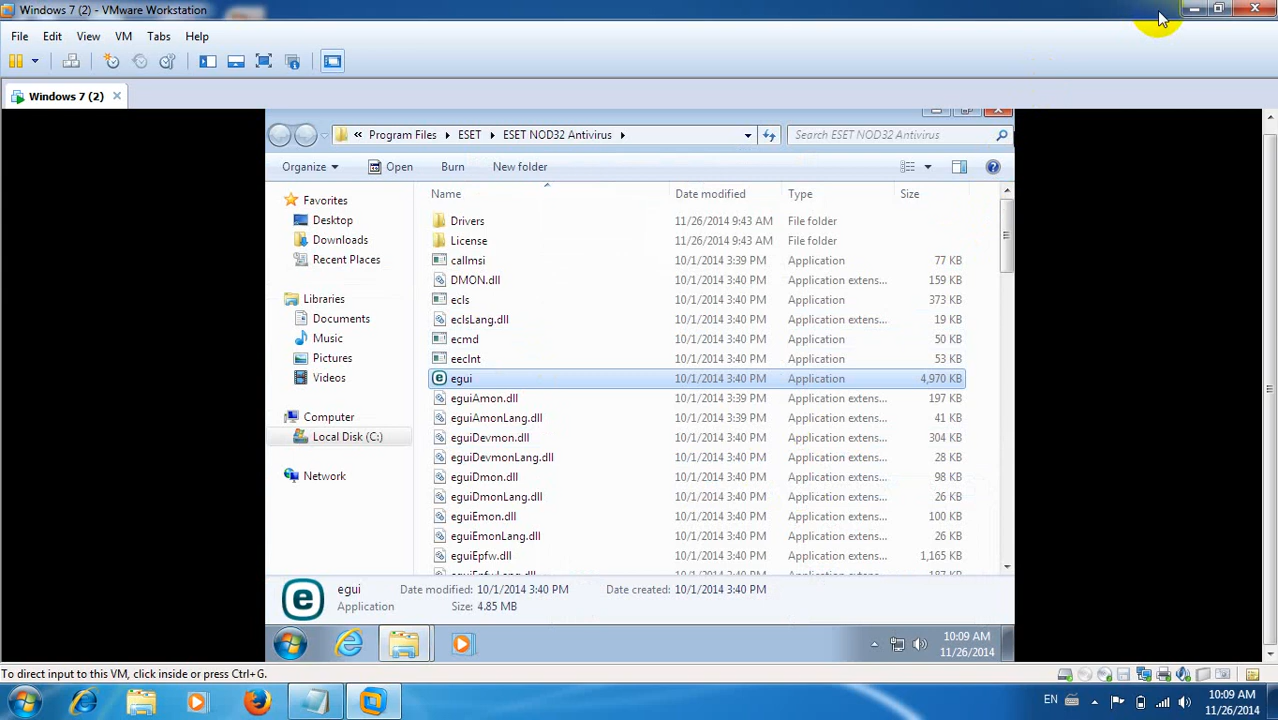 Windows 7 (2) - VMware Workstation
File Edit View VM Tabs Help
Windows 7 (2)
« Program Files ESET ESET NOD32 Antivirus Search ESET NOD32 Antivirus
Organize Open Burn New folder
Name Date modified Type Size
Favorites
Desktop
Downloads
Recent Places
Libraries
Documents
Music
Pictures
Videos
Computer
Local Disk (C:)
Network
Drivers 11/26/2014 9:43 AM File folder
License 11/26/2014 9:43 AM File folder
callmsi 10/1/2014 3:39 PM Application 77 KB
DMON.dll 10/1/2014 3:40 PM Application extens... 159 KB
ecls 10/1/2014 3:40 PM Application 373 KB
eclsLang.dll 10/1/2014 3:40 PM Application extens... 19 KB
ecmd 10/1/2014 3:40 PM Application 50 KB
eeclnt 10/1/2014 3:40 PM Application 53 KB
egui 10/1/2014 3:40 PM Application 4,970 KB
eguiAmon.dll 10/1/2014 3:39 PM Application extens... 197 KB
eguiAmonLang.dll 10/1/2014 3:39 PM Application extens... 41 KB
eguiDevmon.dll 10/1/2014 3:40 PM Application extens... 304 KB
eguiDevmonLang.dll 10/1/2014 3:40 PM Application extens... 28 KB
eguiDmon.dll 10/1/2014 3:40 PM Application extens... 98 KB
eguiDmonLang.dll 10/1/2014 3:40 PM Application extens... 26 KB
eguiEmon.dll 10/1/2014 3:40 PM Application extens... 100 KB
eguiEmonLang.dll 10/1/2014 3:40 PM Application extens... 26 KB
eguiEpfw.dll 10/1/2014 3:40 PM Application extens... 1,165 KB
eguiEpfwLang.dll 10/1/2014 3:40 PM Application extens... 187 KB
egui Date modified: 10/1/2014 3:40 PM Date created: 10/1/2014 3:40 PM
Application Size: 4.85 MB
10:09 AM
11/26/2014
To direct input to this VM, click inside or press Ctrl+G.
EN 10:09 AM
11/26/2014